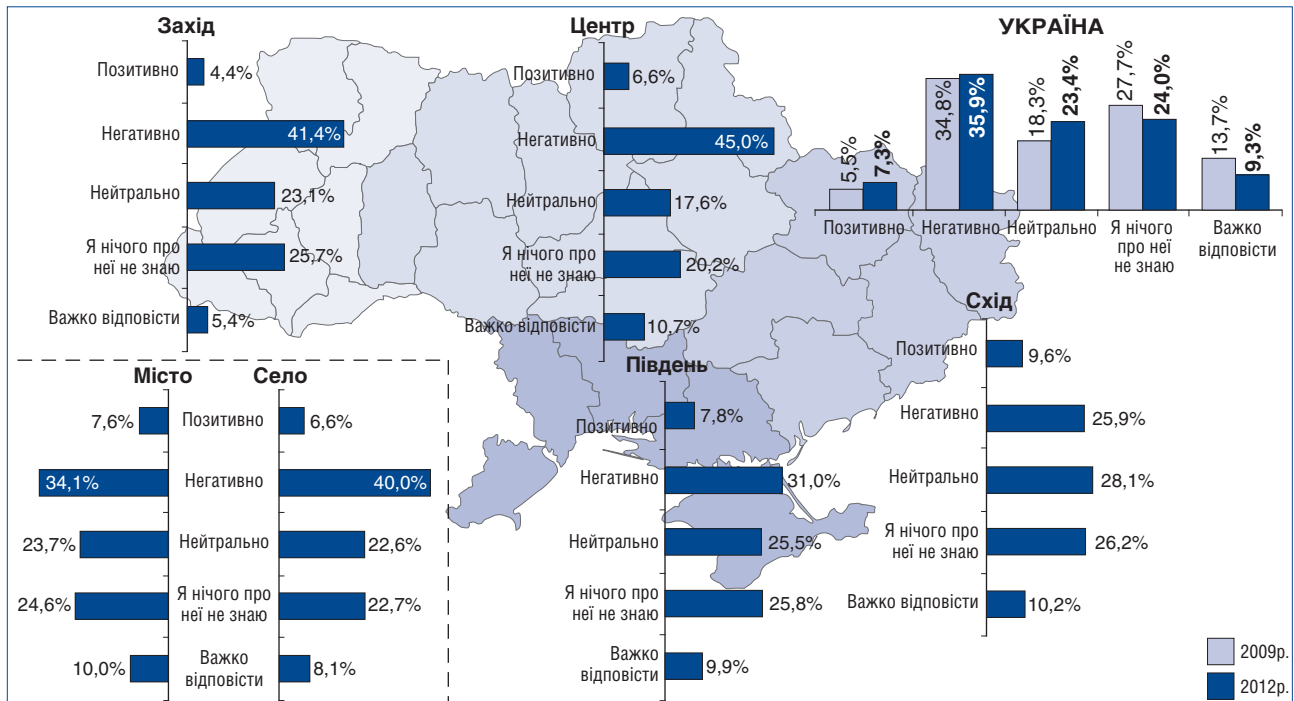 Захід
Позитивно 4,4%
Негативно 41,4%
Нейтрально 23,1%
Я нічого про
неї не знаю 25,7%
Важко відповісти 5,4%
Центр
Позитивно 6,6%
Негативно 45,0%
Нейтрально 17,6%
Я нічого про
неї не знаю 20,2%
Важко відповісти 10,7%
УКРАЇНА
5,5% 7,3% 34,8% 35,9% 18,3% 23,4% 27,7% 24,0% 13,7% 9,3%
Позитивно Негативно Нейтрально Я нічого Важко
про неї відповісти
не знаю
Схід
Позитивно 9,6%
Негативно 25,9%
Нейтрально 28,1%
Я нічого про
неї не знаю 26,2%
Важко відповісти 10,2%
Місто Село
7,6% Позитивно 6,6%
34,1% Негативно 40,0%
23,7% Нейтрально 22,6%
24,6% Я нічого про 22,7%
неї не знаю
10,0% Важко 8,1%
відповісти
Південь
Позитивно 7,8%
Негативно 31,0%
Нейтрально 25,5%
Я нічого про
неї не знаю 25,8%
Важко
відповісти 9,9%
2009р.
2012р.